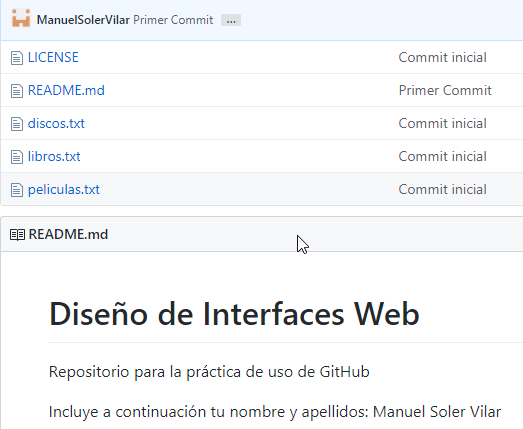 ManuelSolerVilar Primer Commit ...
LICENSE Commit inicial
README.md Primer Commit
discos.txt Commit inicial
libros.txt Commit inicial
peliculas.txt Commit inicial
README.md
Diseño de Interfaces Web
Repositorio para la práctica de uso de GitHub
Incluye a continuación tu nombre y apellidos: Manuel Soler Vilar